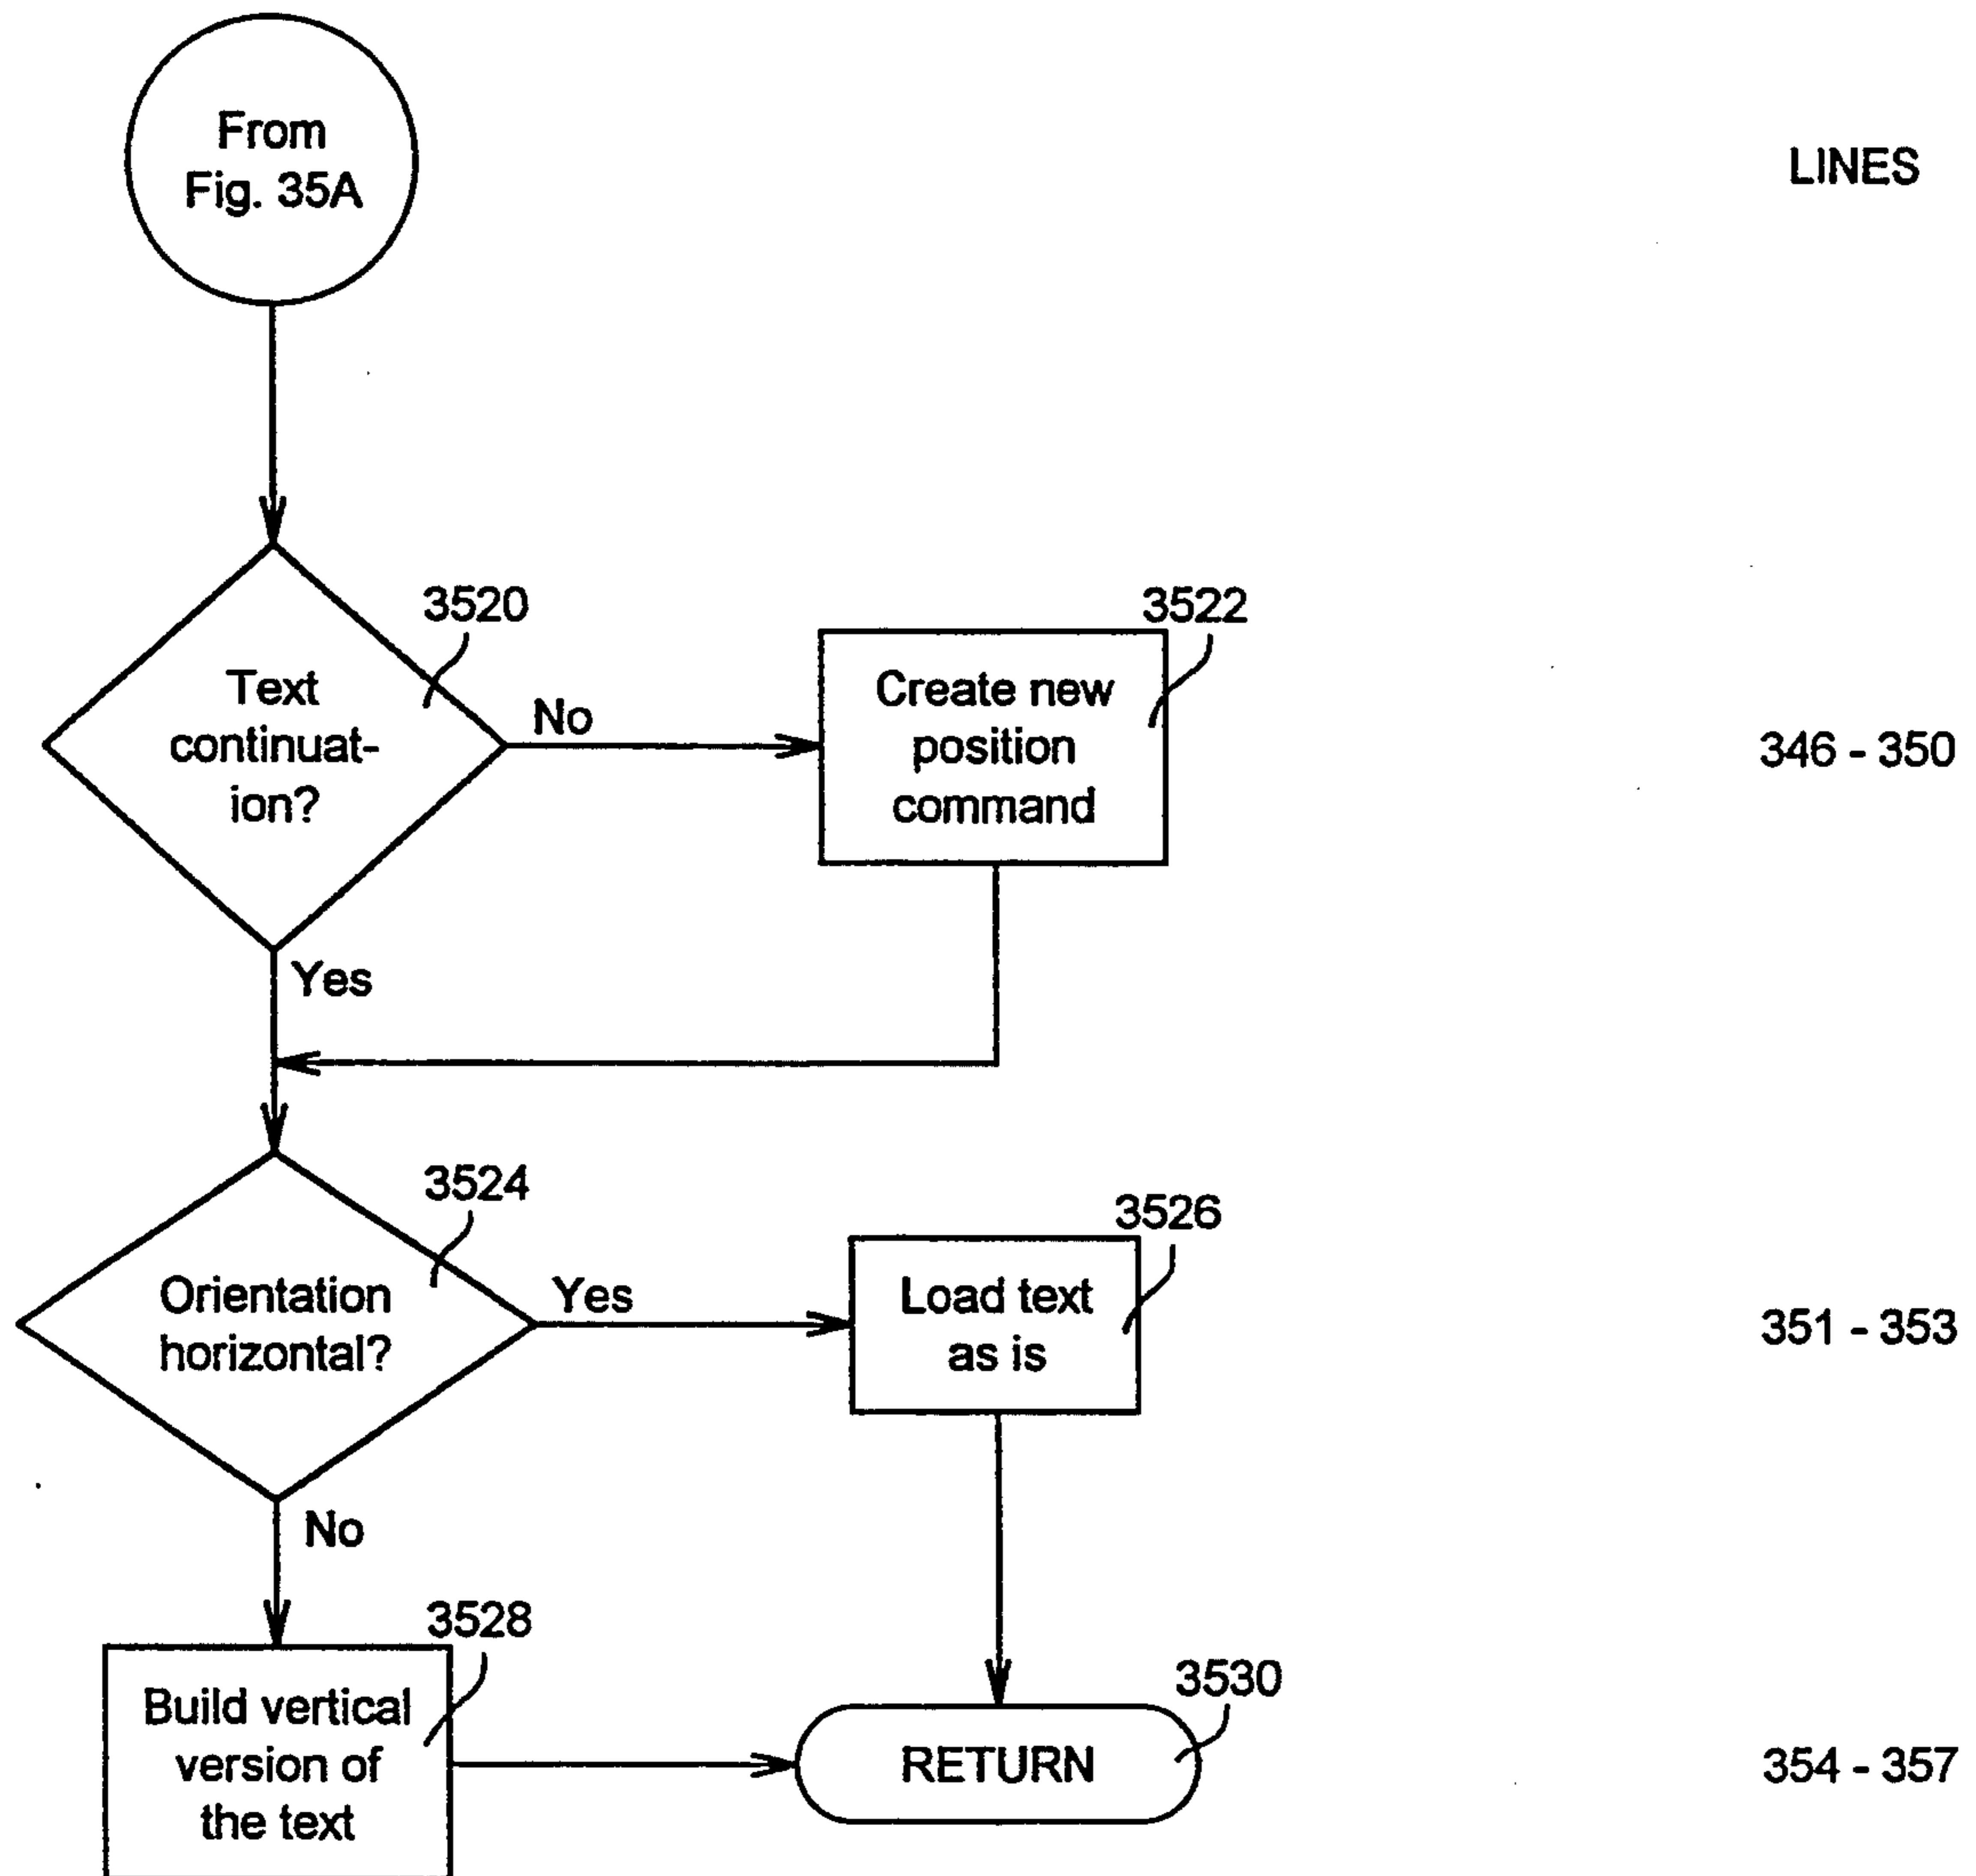 From
Fig. 35A
LINES
3520
Text
continuat-
ion?
No
3522
Create new
position
command
346 - 350
Yes
3524
Orientation
horizontal?
Yes
3526
Load text
as is
351 - 353
No
3528
Build vertical
version of
the text
3530
RETURN
354 - 357